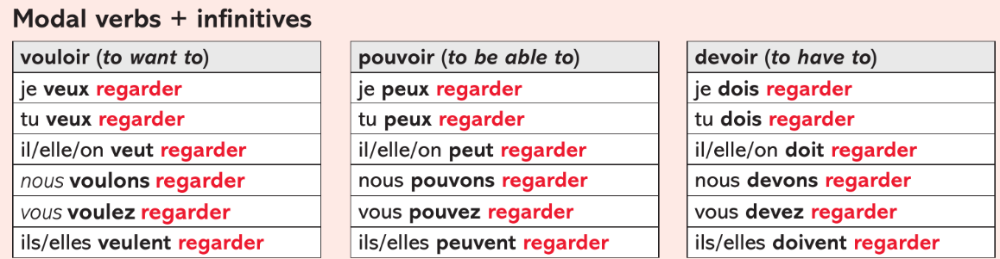 Modal verbs + infinitives
vouloir (to want to)
je veux regarder
tu veux regarder
il/elle/on veut regarder
nous voulons regarder
vous voulez regarder
ils/elles veulent regarder
pouvoir (to be able to)
je peux regarder
tu peux regarder
il/elle/on peut regarder
nous pouvons regarder
vous pouvez regarder
ils/elles peuvent regarder
devoir (to have to)
je dois regarder
tu dois regarder
il/elle/on doit regarder
nous devons regarder
vous devez regarder
ils/elles doivent regarder